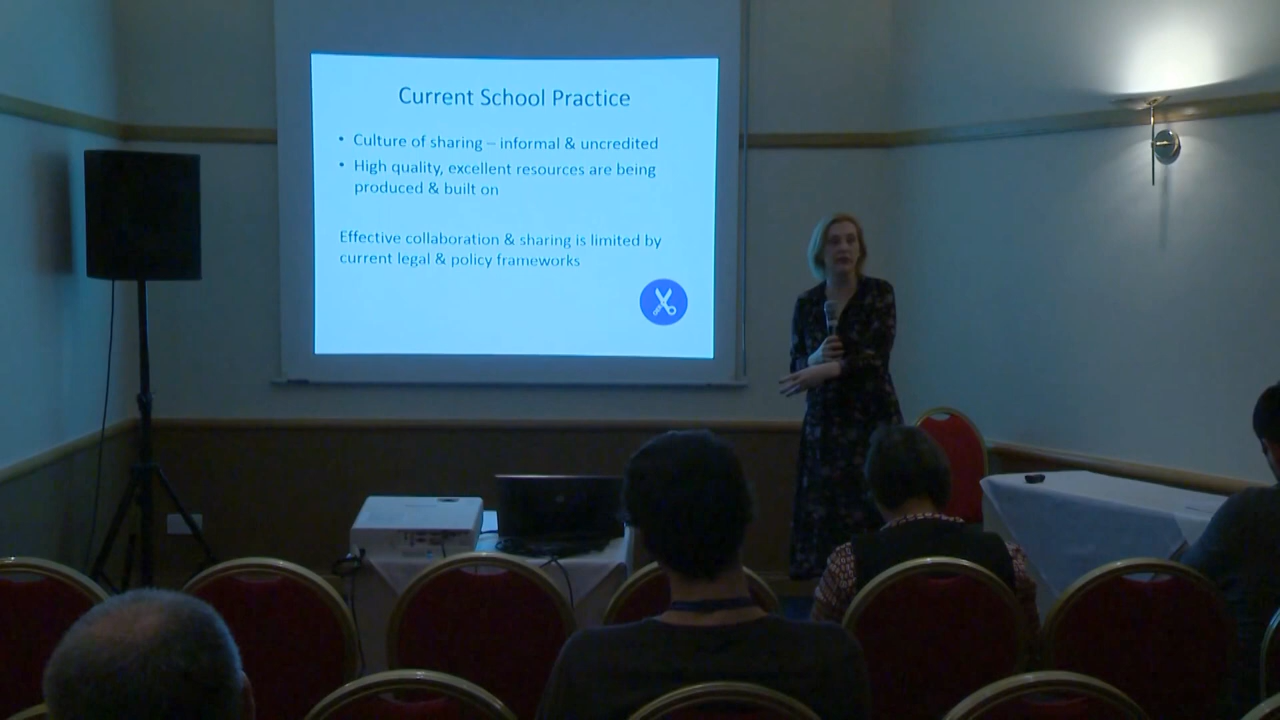 Current School Practice
• Culture of sharing – informal & uncredited
• High quality, excellent resources are being
produced & built on
Effective collaboration & sharing is limited by
current legal & policy frameworks